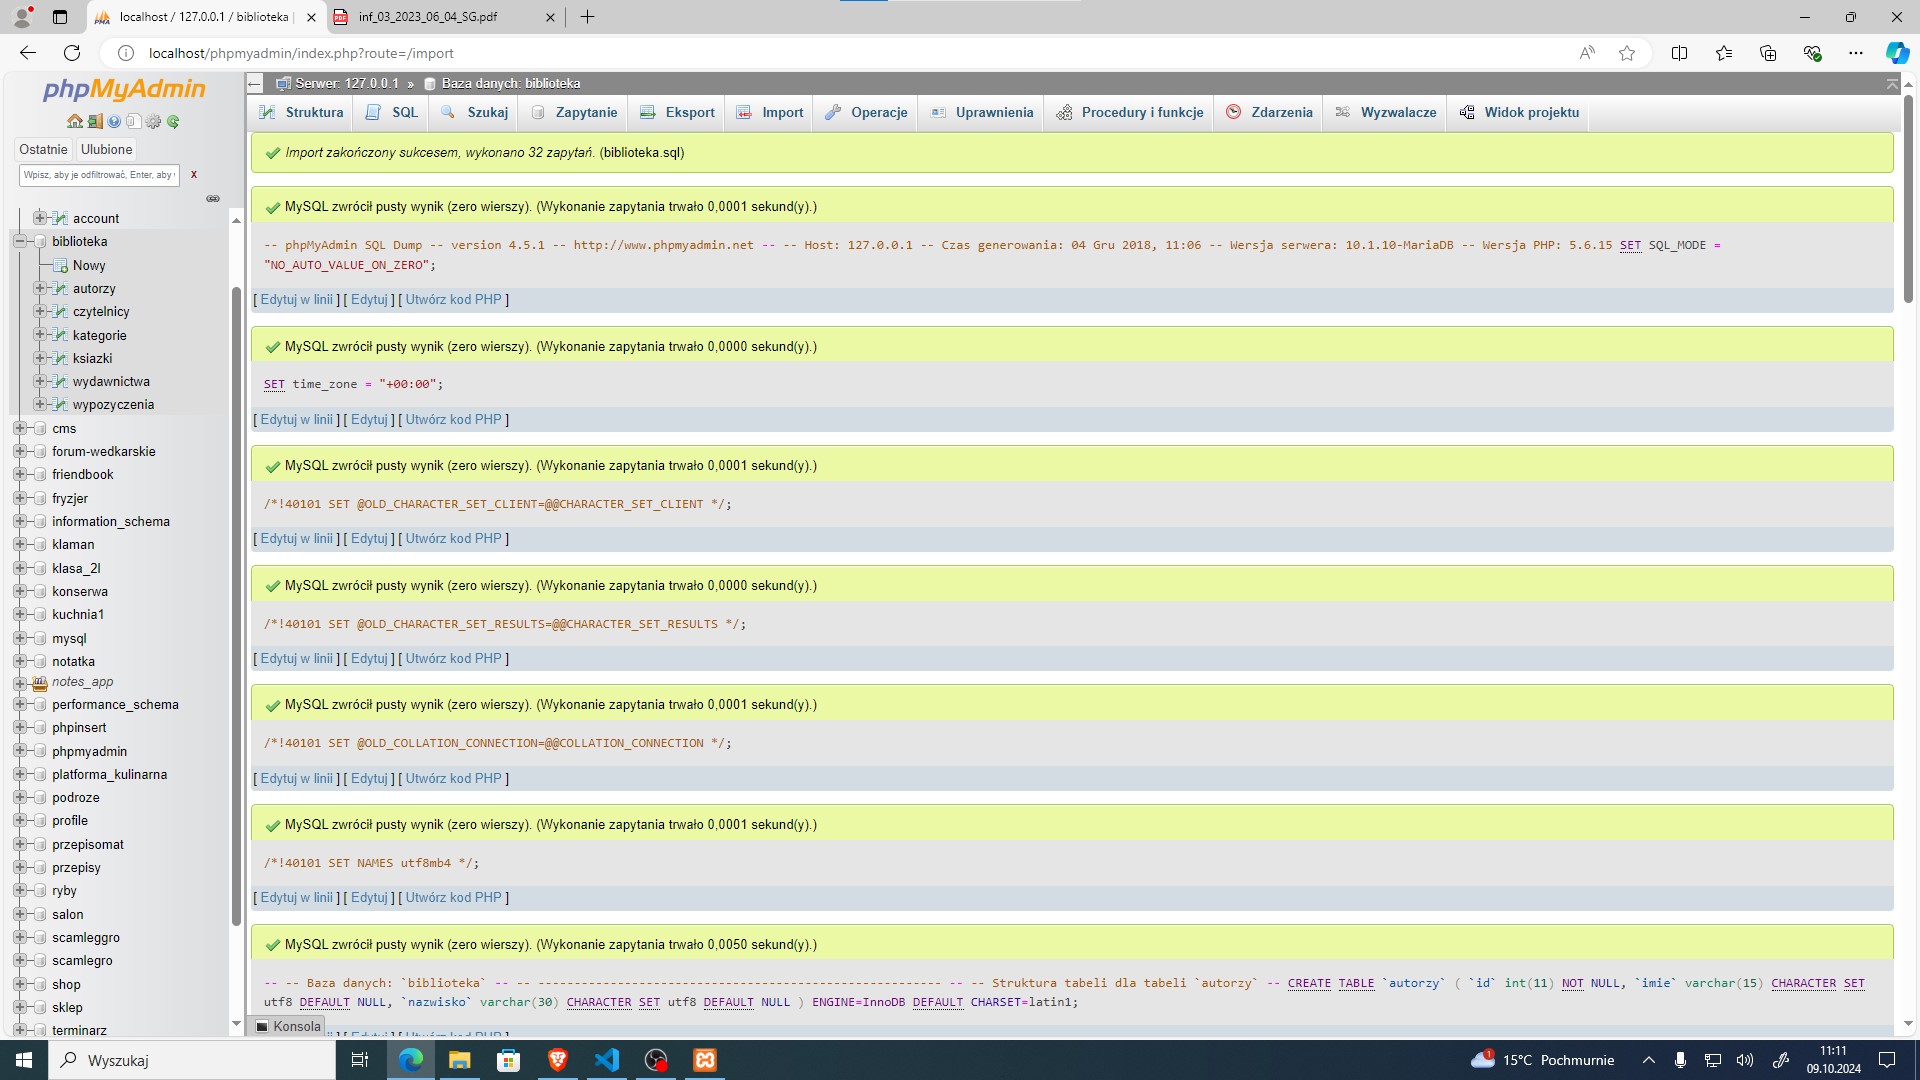 localhost / 127.0.0.1 / biblioteka |
inf_03_2023_06_04_SG.pdf
localhost/phpmyadmin/index.php?route=/import
phpMyAdmin
Ostatnie
Ulubione
Wpisz, aby je odfiltrować, Enter, aby
X
account
biblioteka
Nowy
autorzy
czytelnicy
kategorie
ksiazki
wydawnictwa
wypozyczenia
cms
forum-wedkarskie
friendbook
fryzjer
information_schema
klaman
klasa_2l
konserwa
kuchnia1
mysql
notatka
notes_app
performance_schema
phpinsert
phpmyadmin
platforma_kulinarna
podroze
profile
przepisomat
przepisy
ryby
salon
scamleggro
scamlegro
shop
sklep
terminarz
Serwer: 127.0.0.1 » Baza danych: biblioteka
Struktura SQL Szukaj Zapytanie Eksport Import Operacje Uprawnienia Procedury i funkcje Zdarzenia Wyzwalacze Widok projektu
Import zakończony sukcesem, wykonano 32 zapytań. (biblioteka.sql)
MySQL zwrócił pusty wynik (zero wierszy). (Wykonanie zapytania trwało 0,0001 sekund(y).)
-- phpMyAdmin SQL Dump -- version 4.5.1 -- http://www.phpmyadmin.net -- -- Host: 127.0.0.1 -- Czas generowania: 04 Gru 2018, 11:06 -- Wersja serwera: 10.1.10-MariaDB -- Wersja PHP: 5.6.15 SET SQL_MODE =
"NO_AUTO_VALUE_ON_ZERO";
[ Edytuj w linii ] [ Edytuj ] [ Utwórz kod PHP ]
MySQL zwrócił pusty wynik (zero wierszy). (Wykonanie zapytania trwało 0,0000 sekund(y).)
SET time_zone = "+00:00";
[ Edytuj w linii ] [ Edytuj ] [ Utwórz kod PHP ]
MySQL zwrócił pusty wynik (zero wierszy). (Wykonanie zapytania trwało 0,0001 sekund(y).)
/*!40101 SET @OLD_CHARACTER_SET_CLIENT=@@CHARACTER_SET_CLIENT */;
[ Edytuj w linii ] [ Edytuj ] [ Utwórz kod PHP ]
MySQL zwrócił pusty wynik (zero wierszy). (Wykonanie zapytania trwało 0,0000 sekund(y).)
/*!40101 SET @OLD_CHARACTER_SET_RESULTS=@@CHARACTER_SET_RESULTS */;
[ Edytuj w linii ] [ Edytuj ] [ Utwórz kod PHP ]
MySQL zwrócił pusty wynik (zero wierszy). (Wykonanie zapytania trwało 0,0001 sekund(y).)
/*!40101 SET @OLD_COLLATION_CONNECTION=@@COLLATION_CONNECTION */;
[ Edytuj w linii ] [ Edytuj ] [ Utwórz kod PHP ]
MySQL zwrócił pusty wynik (zero wierszy). (Wykonanie zapytania trwało 0,0001 sekund(y).)
/*!40101 SET NAMES utf8mb4 */;
[ Edytuj w linii ] [ Edytuj ] [ Utwórz kod PHP ]
MySQL zwrócił pusty wynik (zero wierszy). (Wykonanie zapytania trwało 0,0050 sekund(y).)
-- -- Baza danych: `biblioteka` -- -- -------------------------------------------------------- -- -- Struktura tabeli dla tabeli `autorzy` -- CREATE TABLE `autorzy` ( `id` int(11) NOT NULL, `imie` varchar(15) CHARACTER SET
utf8 DEFAULT NULL, `nazwisko` varchar(30) CHARACTER SET utf8 DEFAULT NULL ) ENGINE=InnoDB DEFAULT CHARSET=latin1;
Konsola
Wyszukaj
1
15°C Pochmurnie
11:11
09.10.2024